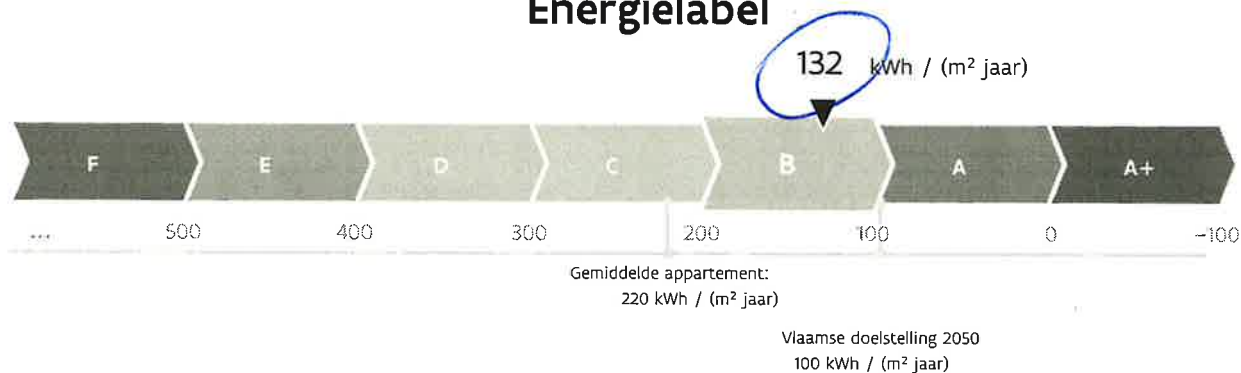 Energielabel
132 kWh / (m² jaar)
F E D C B A A+
... 500 400 300 200 100 0 -100
Gemiddelde appartement:
220 kWh / (m² jaar)
Vlaamse doelstelling 2050
100 kWh / (m² jaar)